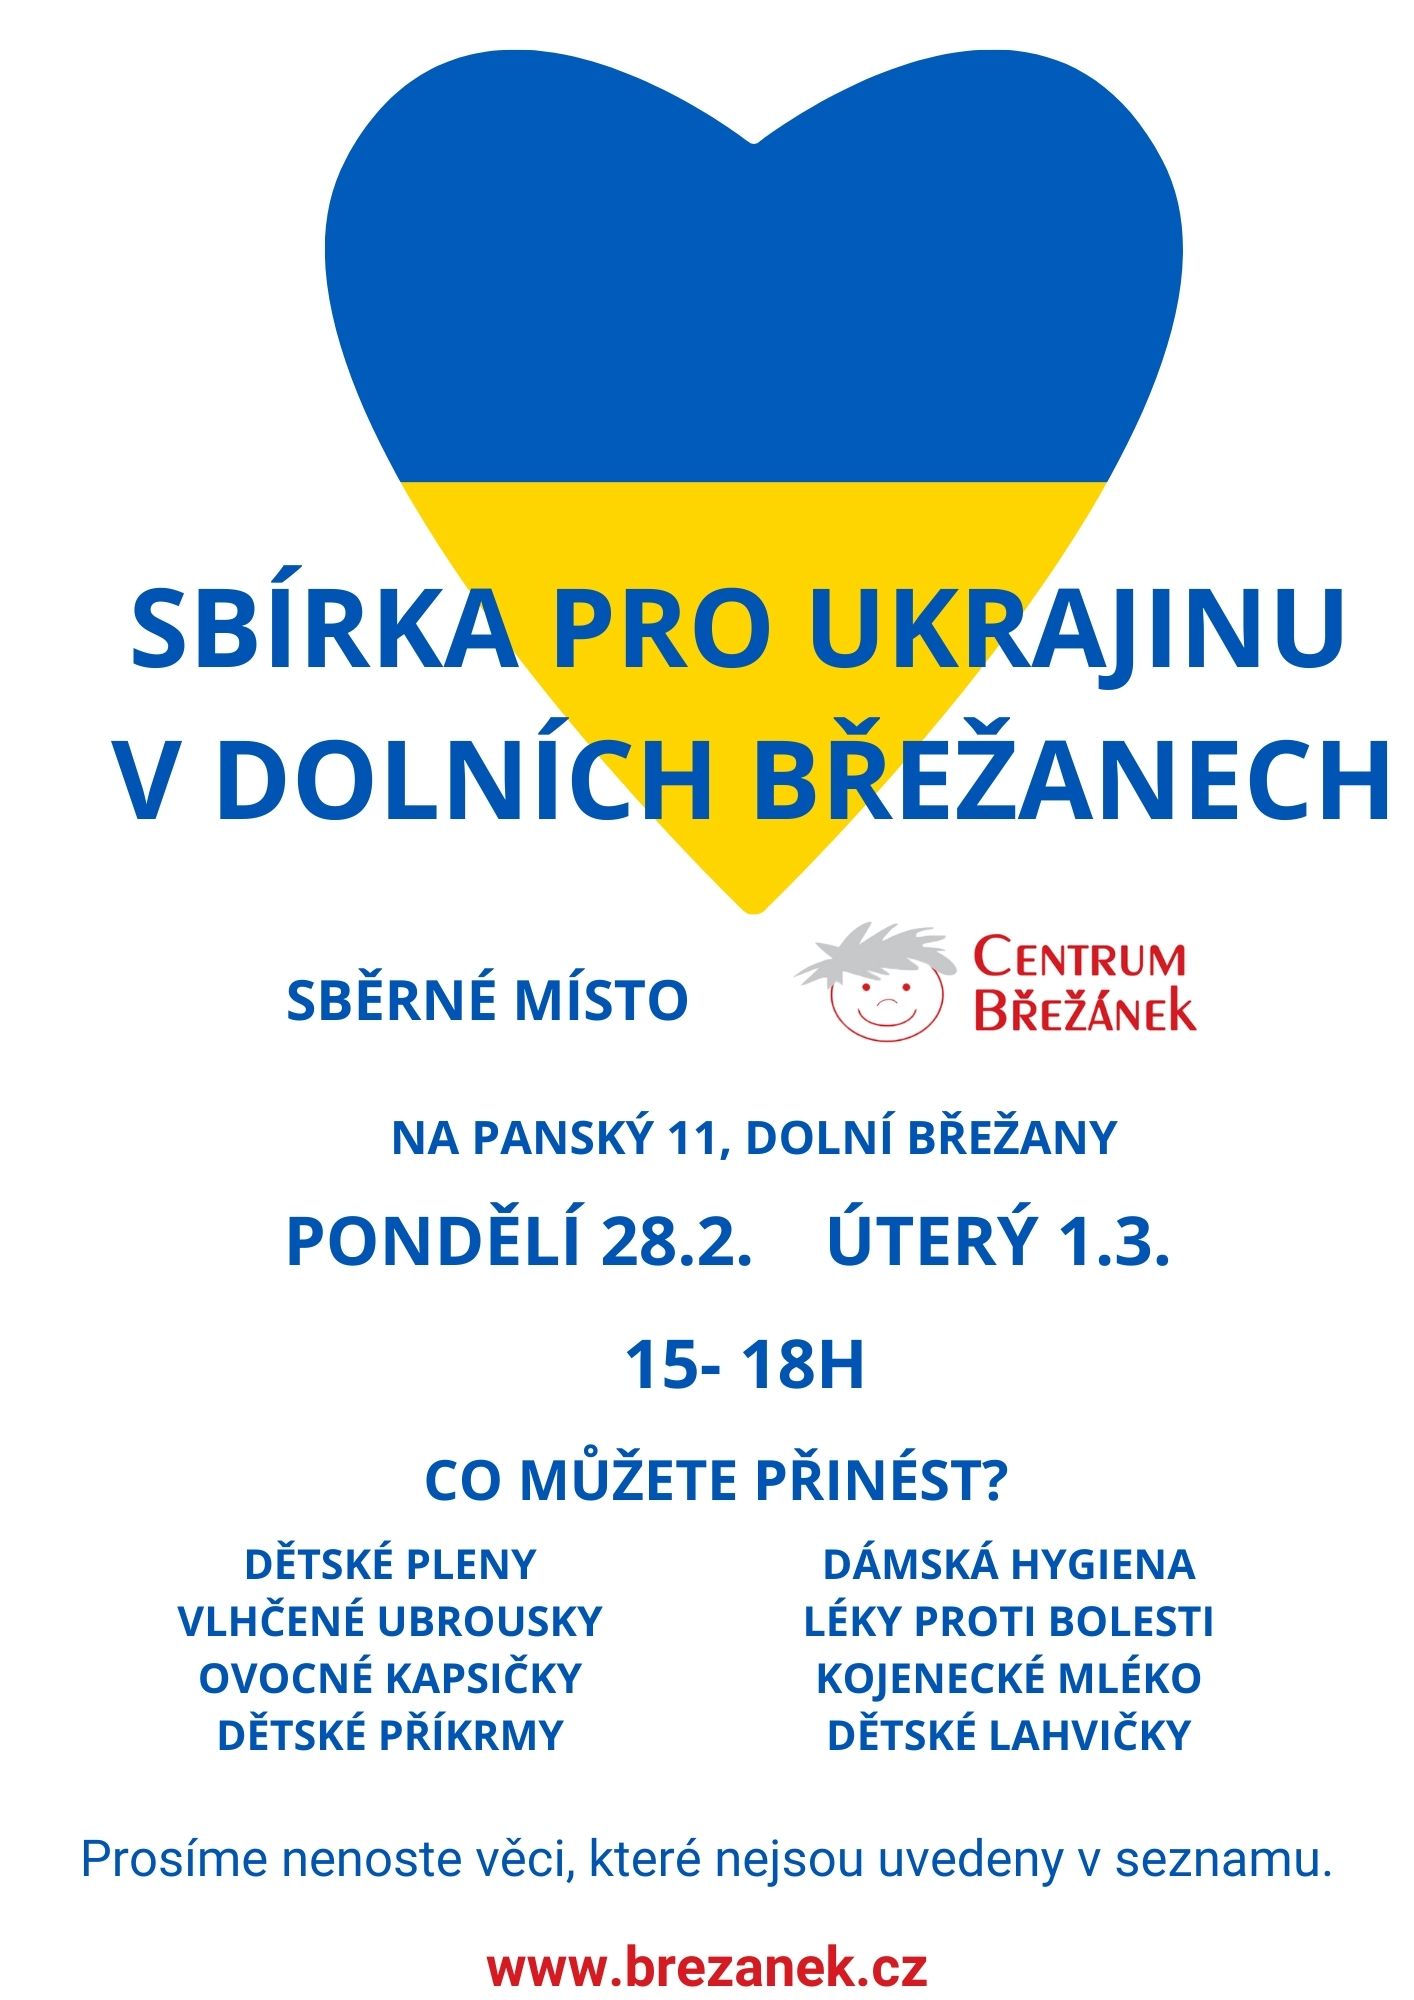 SBÍRKA PRO UKRAJINU
V DOLNÍCH BŘEŽANECH
SBĚRNÉ MÍSTO
CENTRUM
BŘEŽÁNEK
NA PANSKÝ 11, DOLNÍ BŘEŽANY
PONDĚLÍ 28.2. ÚTERÝ 1.3.
15- 18H
CO MŮŽETE PŘINÉST?
DĚTSKÉ PLENY
VLHČENÉ UBROUSKY
OVOCNÉ KAPSIČKY
DĚTSKÉ PŘÍKRMY
DÁMSKÁ HYGIENA
LÉKY PROTI BOLESTI
KOJENECKÉ MLÉKO
DĚTSKÉ LAHVIČKY
Prosíme nenoste věci, které nejsou uvedeny v seznamu.
www.brezanek.cz